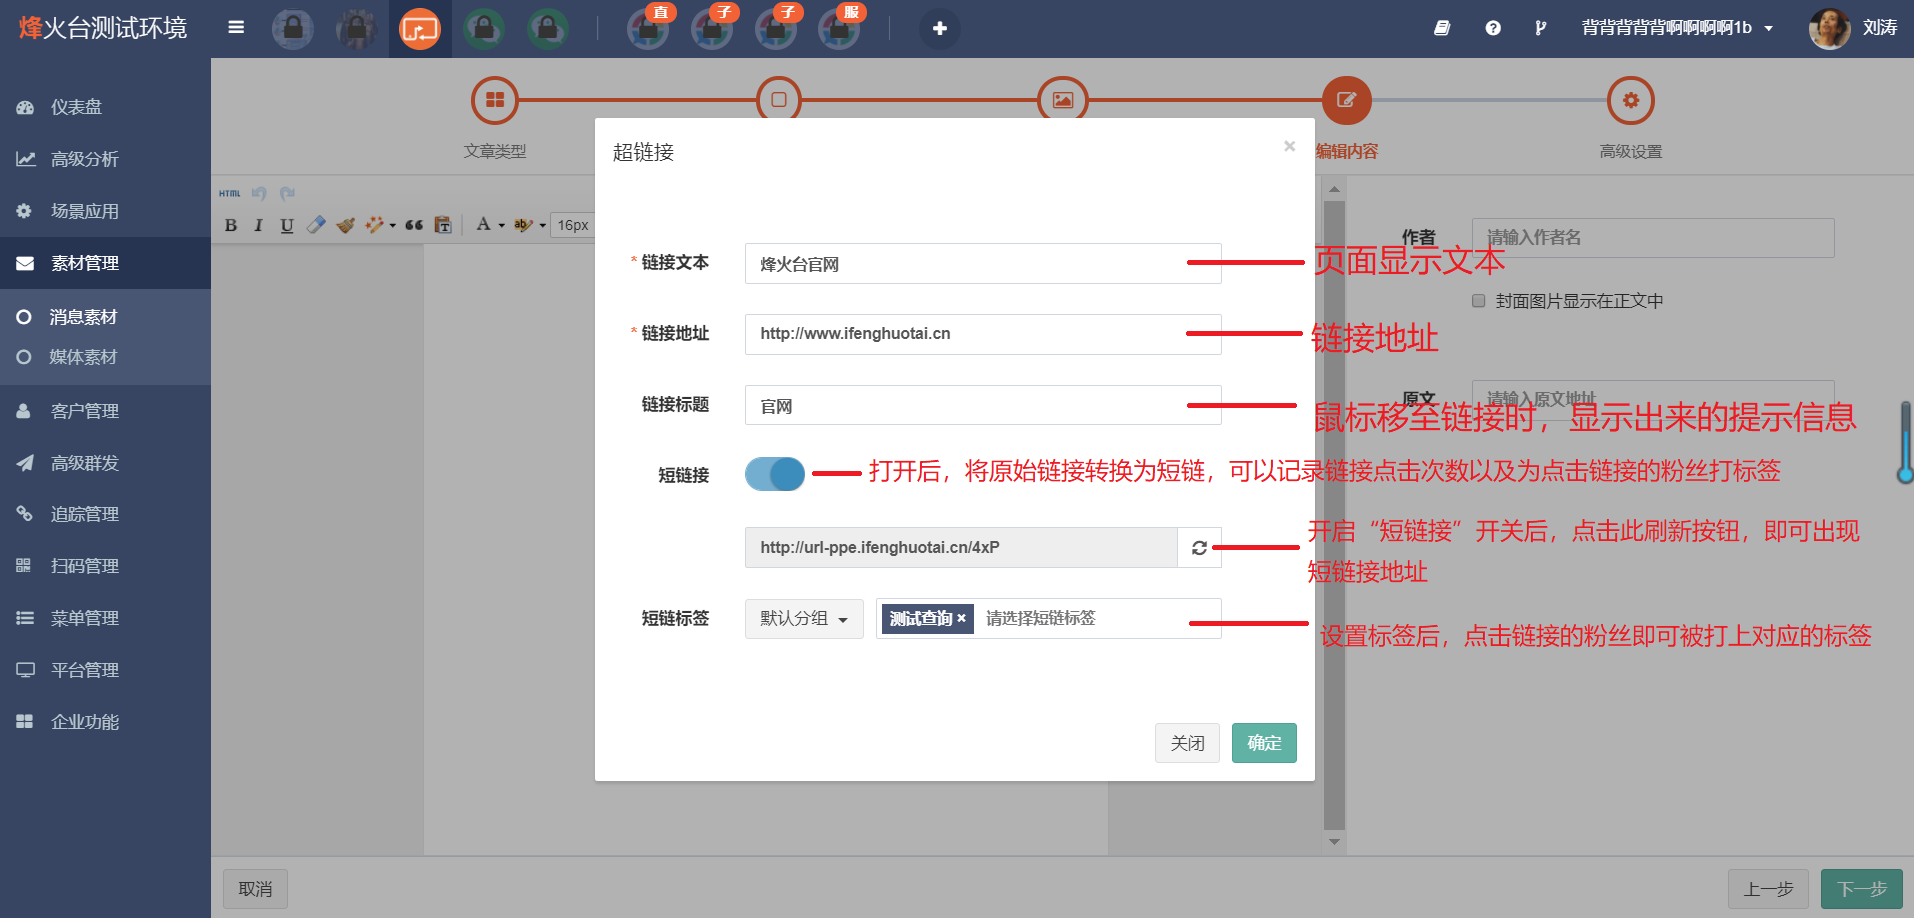 烽火台测试环境
直
子
子
服
背背背背背啊啊啊啊1b
刘涛
仪表盘
高级分析
场景应用
素材管理
消息素材
媒体素材
客户管理
高级群发
追踪管理
扫码管理
菜单管理
平台管理
企业功能
文章类型
编辑内容
高级设置
HTML
B I U A ab 16px
超链接
×
* 链接文本 烽火台官网
页面显示文本
* 链接地址 http://www.ifenghuotai.cn
链接地址
链接标题 官网
鼠标移至链接时，显示出来的提示信息
短链接
打开后，将原始链接转换为短链，可以记录链接点击次数以及为点击链接的粉丝打标签
http://url-ppe.ifenghuotai.cn/4xP
开启“短链接”开关后，点击此刷新按钮，即可出现
短链接地址
短链标签 默认分组 测试查询 × 请选择短链标签
设置标签后，点击链接的粉丝即可被打上对应的标签
关闭 确定
作者 请输入作者名
封面图片显示在正文中
原文 请输入原文地址
取消
上一步 下一步